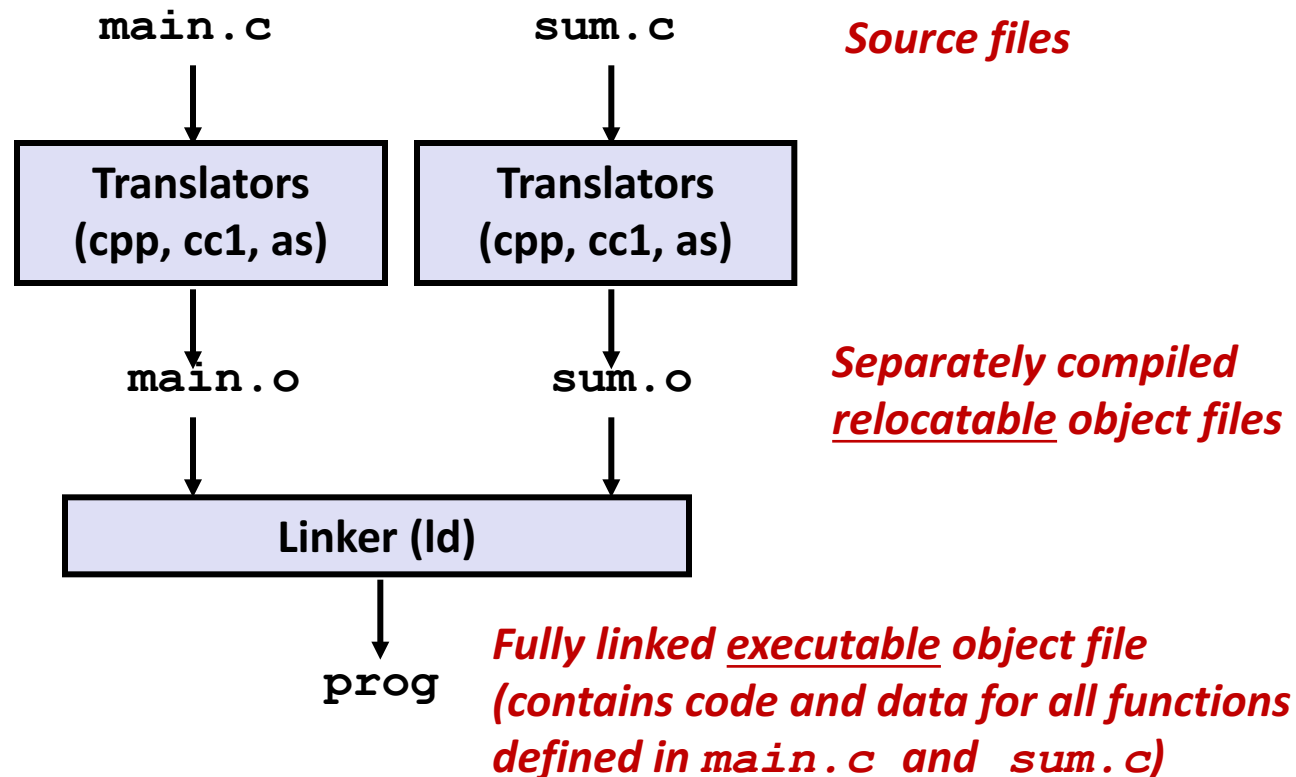 main.c
sum.c
Source files
Translators
(cpp, cc1, as)
Translators
(cpp, cc1, as)
main.o
sum.o
Separately compiled
relocatable object files
Linker (ld)
prog
Fully linked executable object file
(contains code and data for all functions
defined in main.c and sum.c)